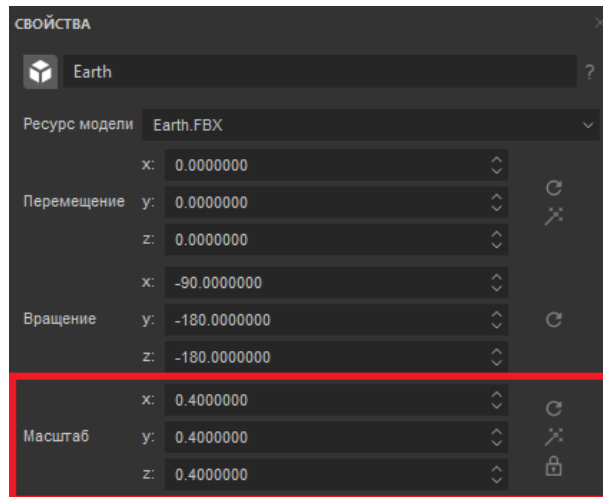 СВОЙСТВА
Earth ?
Ресурс модели Earth.FBX
x: 0.0000000
Перемещение y: 0.0000000
z: 0.0000000
x: -90.0000000
Вращение y: -180.0000000
z: -180.0000000
x: 0.4000000
Масштаб y: 0.4000000
z: 0.4000000